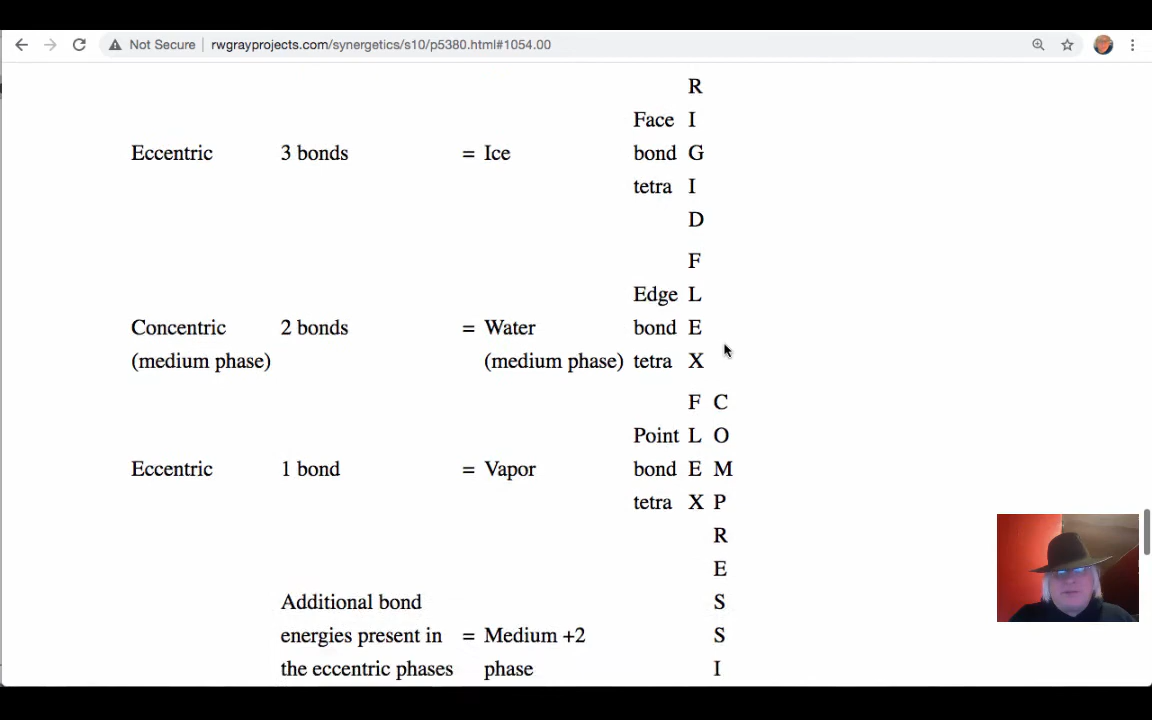 Not Secure rwgrayprojects.com/synergetics/s10/p5380.html#1054.00
R
Face I
Eccentric 3 bonds = Ice bond G
tetra I
D
F
Edge L
Concentric 2 bonds = Water bond E
(medium phase) (medium phase) tetra X
F C
Point L O
Eccentric 1 bond = Vapor bond E M
tetra X P
R
E
Additional bond S
energies present in = Medium +2 S
the eccentric phases phase I